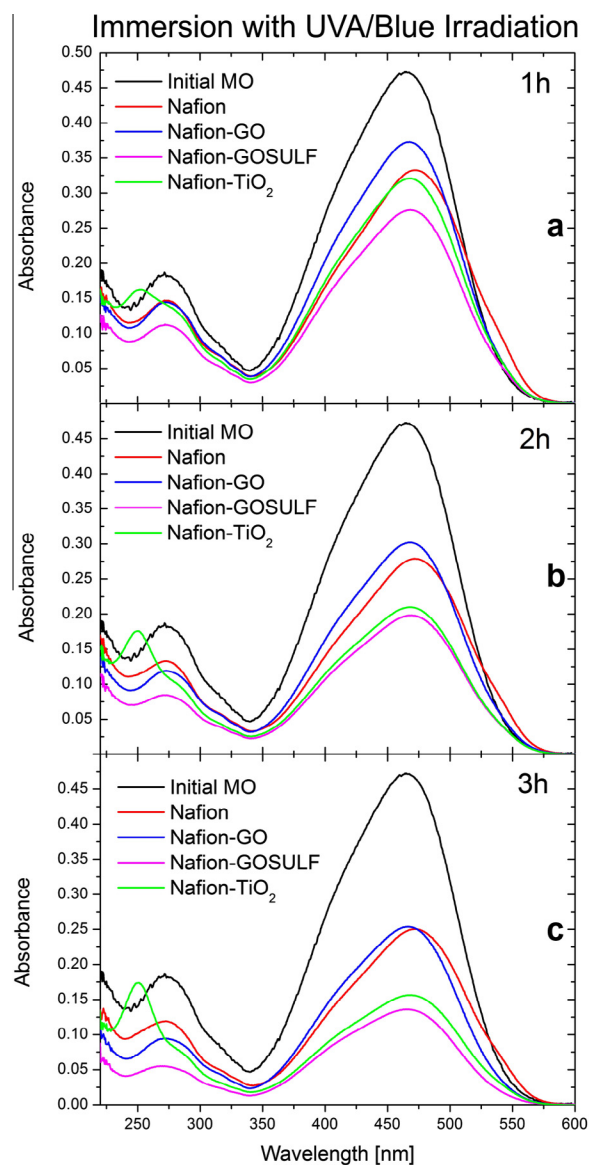 Immersion with UVA/Blue Irradiation
0.50
0.45
0.40
0.35
0.30
0.25
0.20
0.15
0.10
0.05
Absorbance
Initial MO
Nafion
Nafion-GO
Nafion-GOSULF
Nafion-TiO₂
1h
a
0.45
0.40
0.35
0.30
0.25
0.20
0.15
0.10
0.05
Absorbance
Initial MO
Nafion
Nafion-GO
Nafion-GOSULF
Nafion-TiO₂
2h
b
0.45
0.40
0.35
0.30
0.25
0.20
0.15
0.10
0.05
0.00
Absorbance
Initial MO
Nafion
Nafion-GO
Nafion-GOSULF
Nafion-TiO₂
3h
c
250 300 350 400 450 500 550 600
Wavelength [nm]